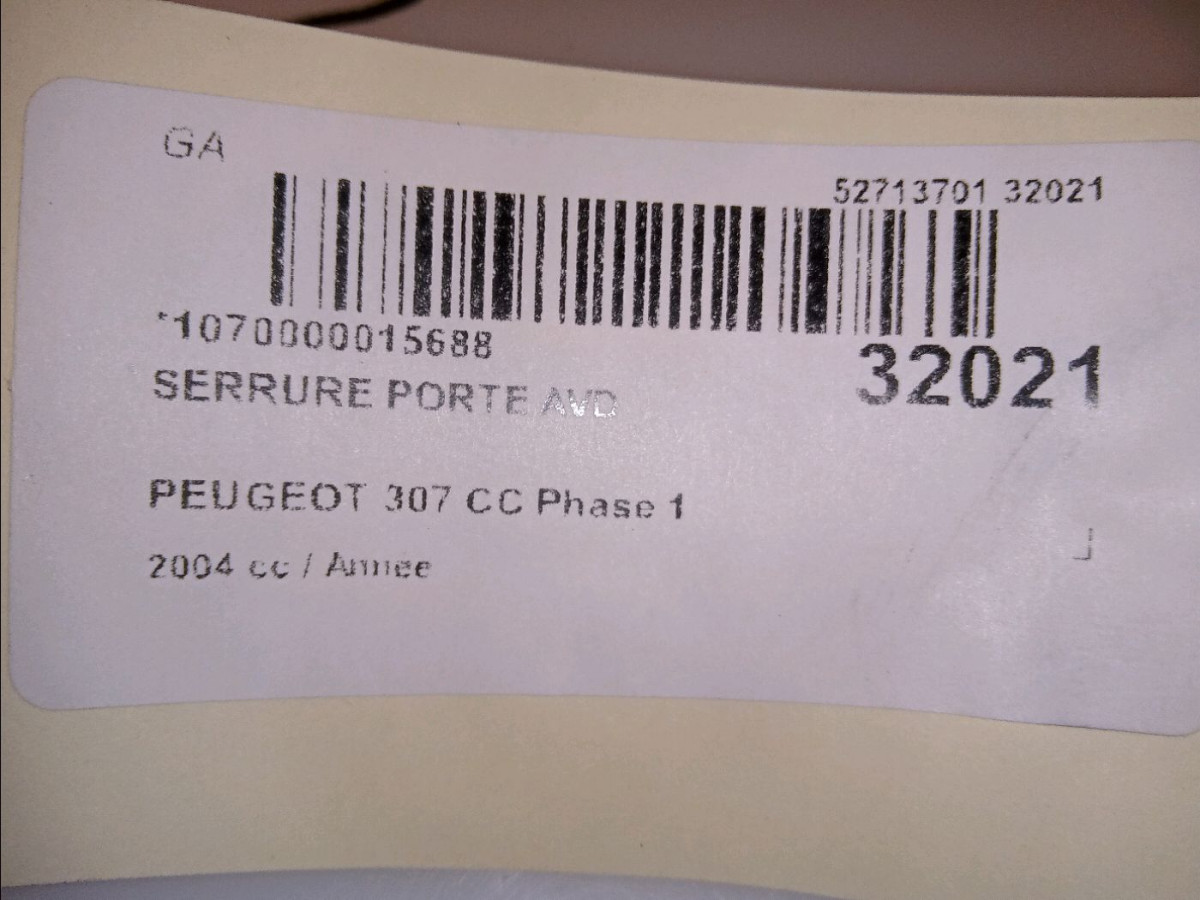 GA
52713701 32021
*1070000015688
32021
SERRURE PORTE AVD
PEUGEOT 307 CC Phase 1
2004 cc / Annee